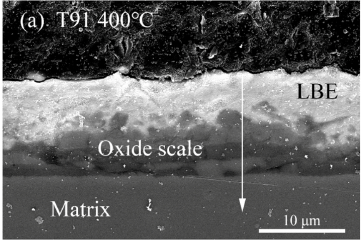 (a) T91 400°C
LBE
Oxide scale
Matrix
10 μm